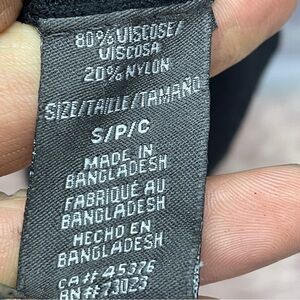 80% VISCOSE/
VISCOSA
20% NYLON
SIZE/TAILLE/TAMAÑO
S/P/C
MADE IN
BANGLADESH
FABRIQUÉ AU
BANGLADESH
HECHO EN
BANGLADESH
CA# 45376
RN# 73023